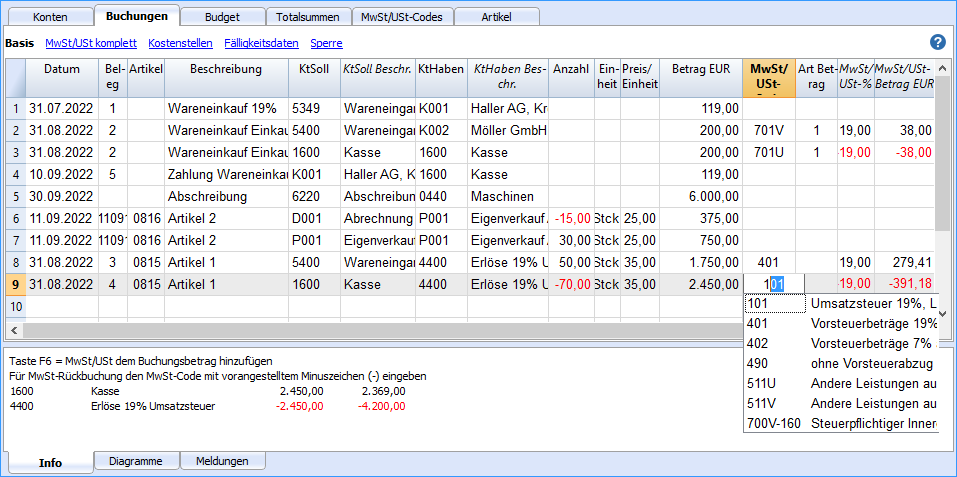 Konten Buchungen Budget Totalsummen MwSt/USt-Codes Artikel
Basis MwSt/USt komplett Kostenstellen Fälligkeitsdaten Sperre ?
Datum Bel-eg Artikel Beschreibung KtSoll KtSoll Beschr. KtHaben KtHaben Bes-chr. Anzahl Ein-heit Preis/Einheit Betrag EUR MwSt/USt- Art Bet-rag MwSt/USt-% MwSt/USt-Betrag EUR
1 31.07.2022 1 Wareneinkauf 19% 5349 Wareneingar K001 Haller AG, Kr 119,00
2 31.08.2022 2 Wareneinkauf Einkau 5400 Wareneingar K002 Möller GmbH 200,00 701V 1 19,00 38,00
3 31.08.2022 2 Wareneinkauf Einkau 1600 Kasse 1600 Kasse 200,00 701U 1 -19,00 -38,00
4 10.09.2022 5 Zahlung Wareneinkau K001 Haller AG, K 1600 Kasse 119,00
5 30.09.2022 Abschreibung 6220 Abschreibun 0440 Maschinen 6.000,00
6 11.09.2022 11091 0816 Artikel 2 D001 Abrechnung P001 Eigenverkauf -15,00 Stck 25,00 375,00
7 11.09.2022 11091 0816 Artikel 2 P001 Eigenverkauf P001 Eigenverkauf 30,00 Stck 25,00 750,00
8 31.08.2022 3 0815 Artikel 1 5400 Wareneingar 4400 Erlöse 19% U 50,00 Stck 35,00 1.750,00 401 19,00 279,41
9 31.08.2022 4 0815 Artikel 1 1600 Kasse 4400 Erlöse 19% U -70,00 Stck 35,00 2.450,00 101 -19,00 -391,18
10
101 Umsatzsteuer 19%, L
401 Vorsteuerbeträge 19%
402 Vorsteuerbeträge 7%
490 ohne Vorsteuerabzug
511U Andere Leistungen au
511V Andere Leistungen au
700V-160 Steuerpflichtiger Inner
Taste F6 = MwSt/USt dem Buchungsbetrag hinzufügen
Für MwSt-Rückbuchung den MwSt-Code mit vorangestelltem Minuszeichen (-) eingeben
1600 Kasse 2.450,00 2.369,00
4400 Erlöse 19% Umsatzsteuer -2.450,00 -4.200,00
Info Diagramme Meldungen